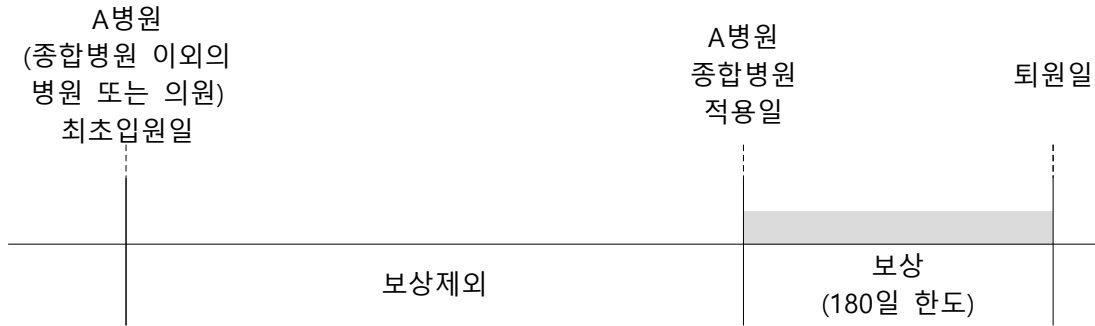 A병원
(종합병원 이외의
병원 또는 의원)
최초입원일
A병원
종합병원
적용일
퇴원일
보상제외
보상
(180일 한도)